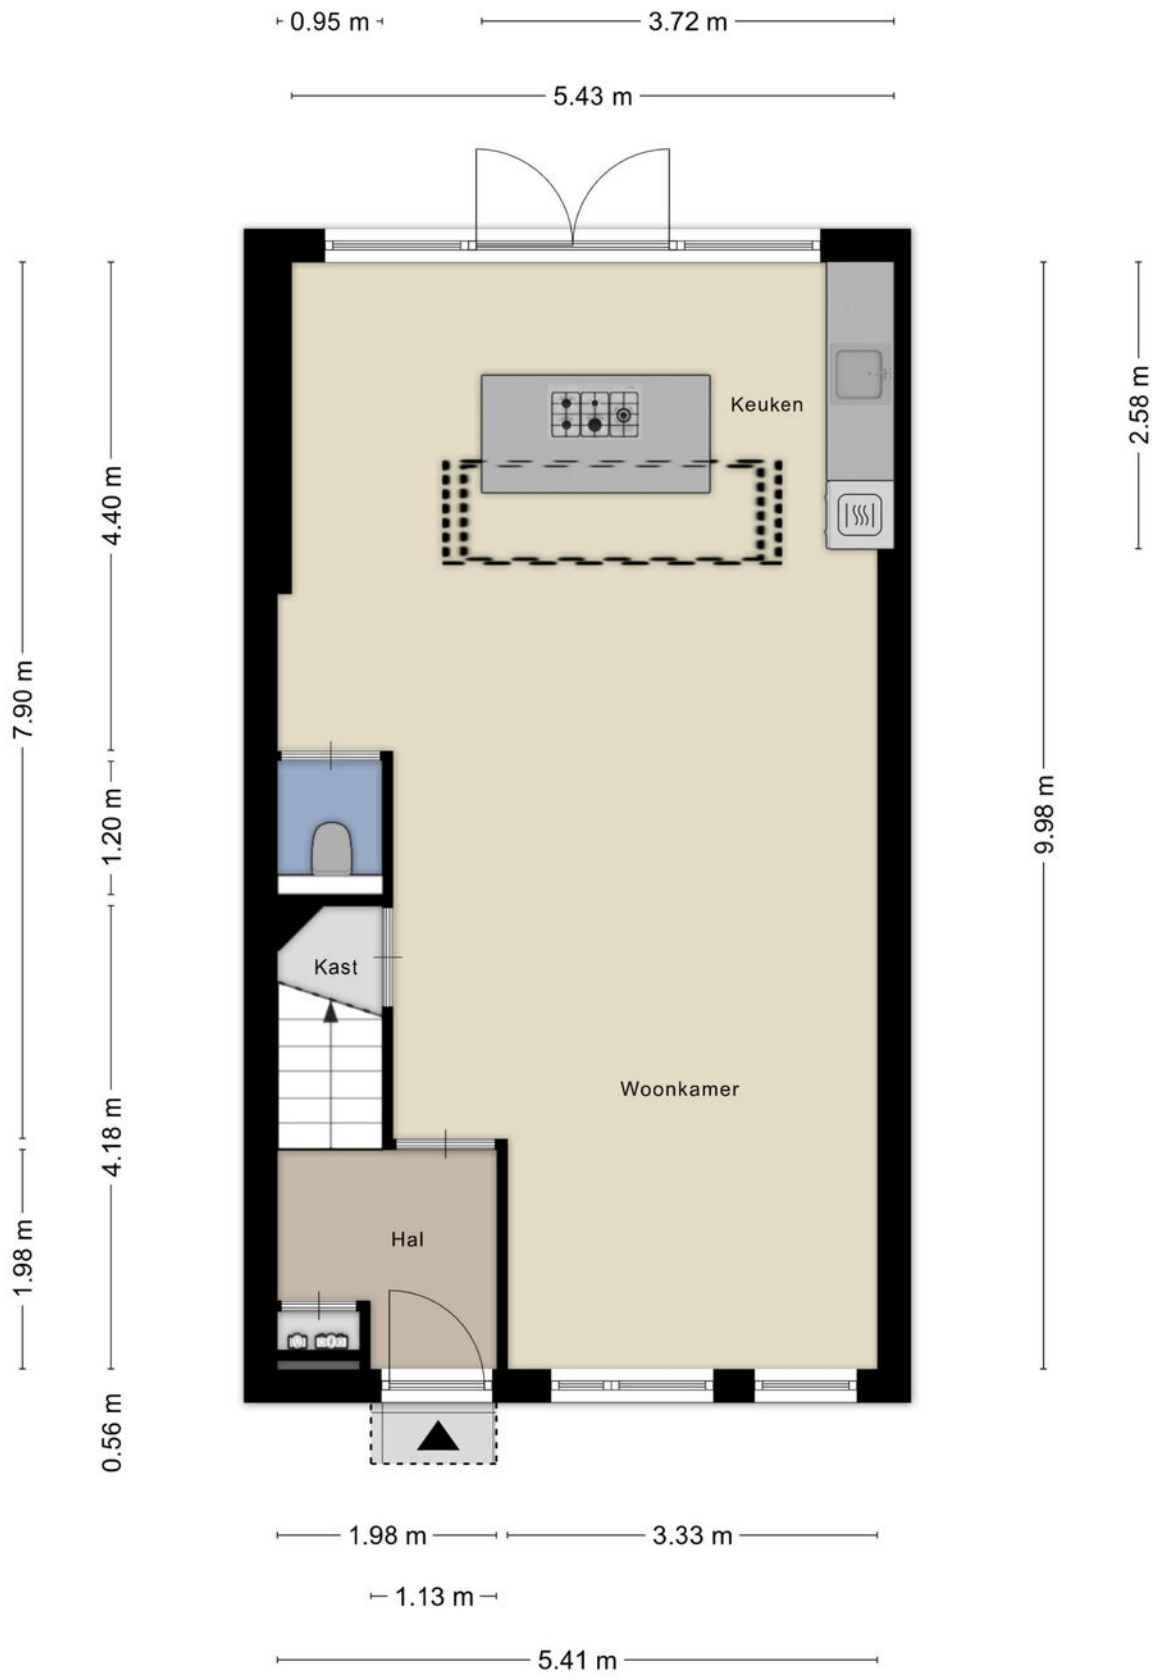 0.95 m
3.72 m
5.43 m
Keuken
2.58 m
4.40 m
7.90 m
9.98 m
1.20 m
Kast
Woonkamer
4.18 m
Hal
1.98 m
0.56 m
1.98 m
3.33 m
1.13 m
5.41 m